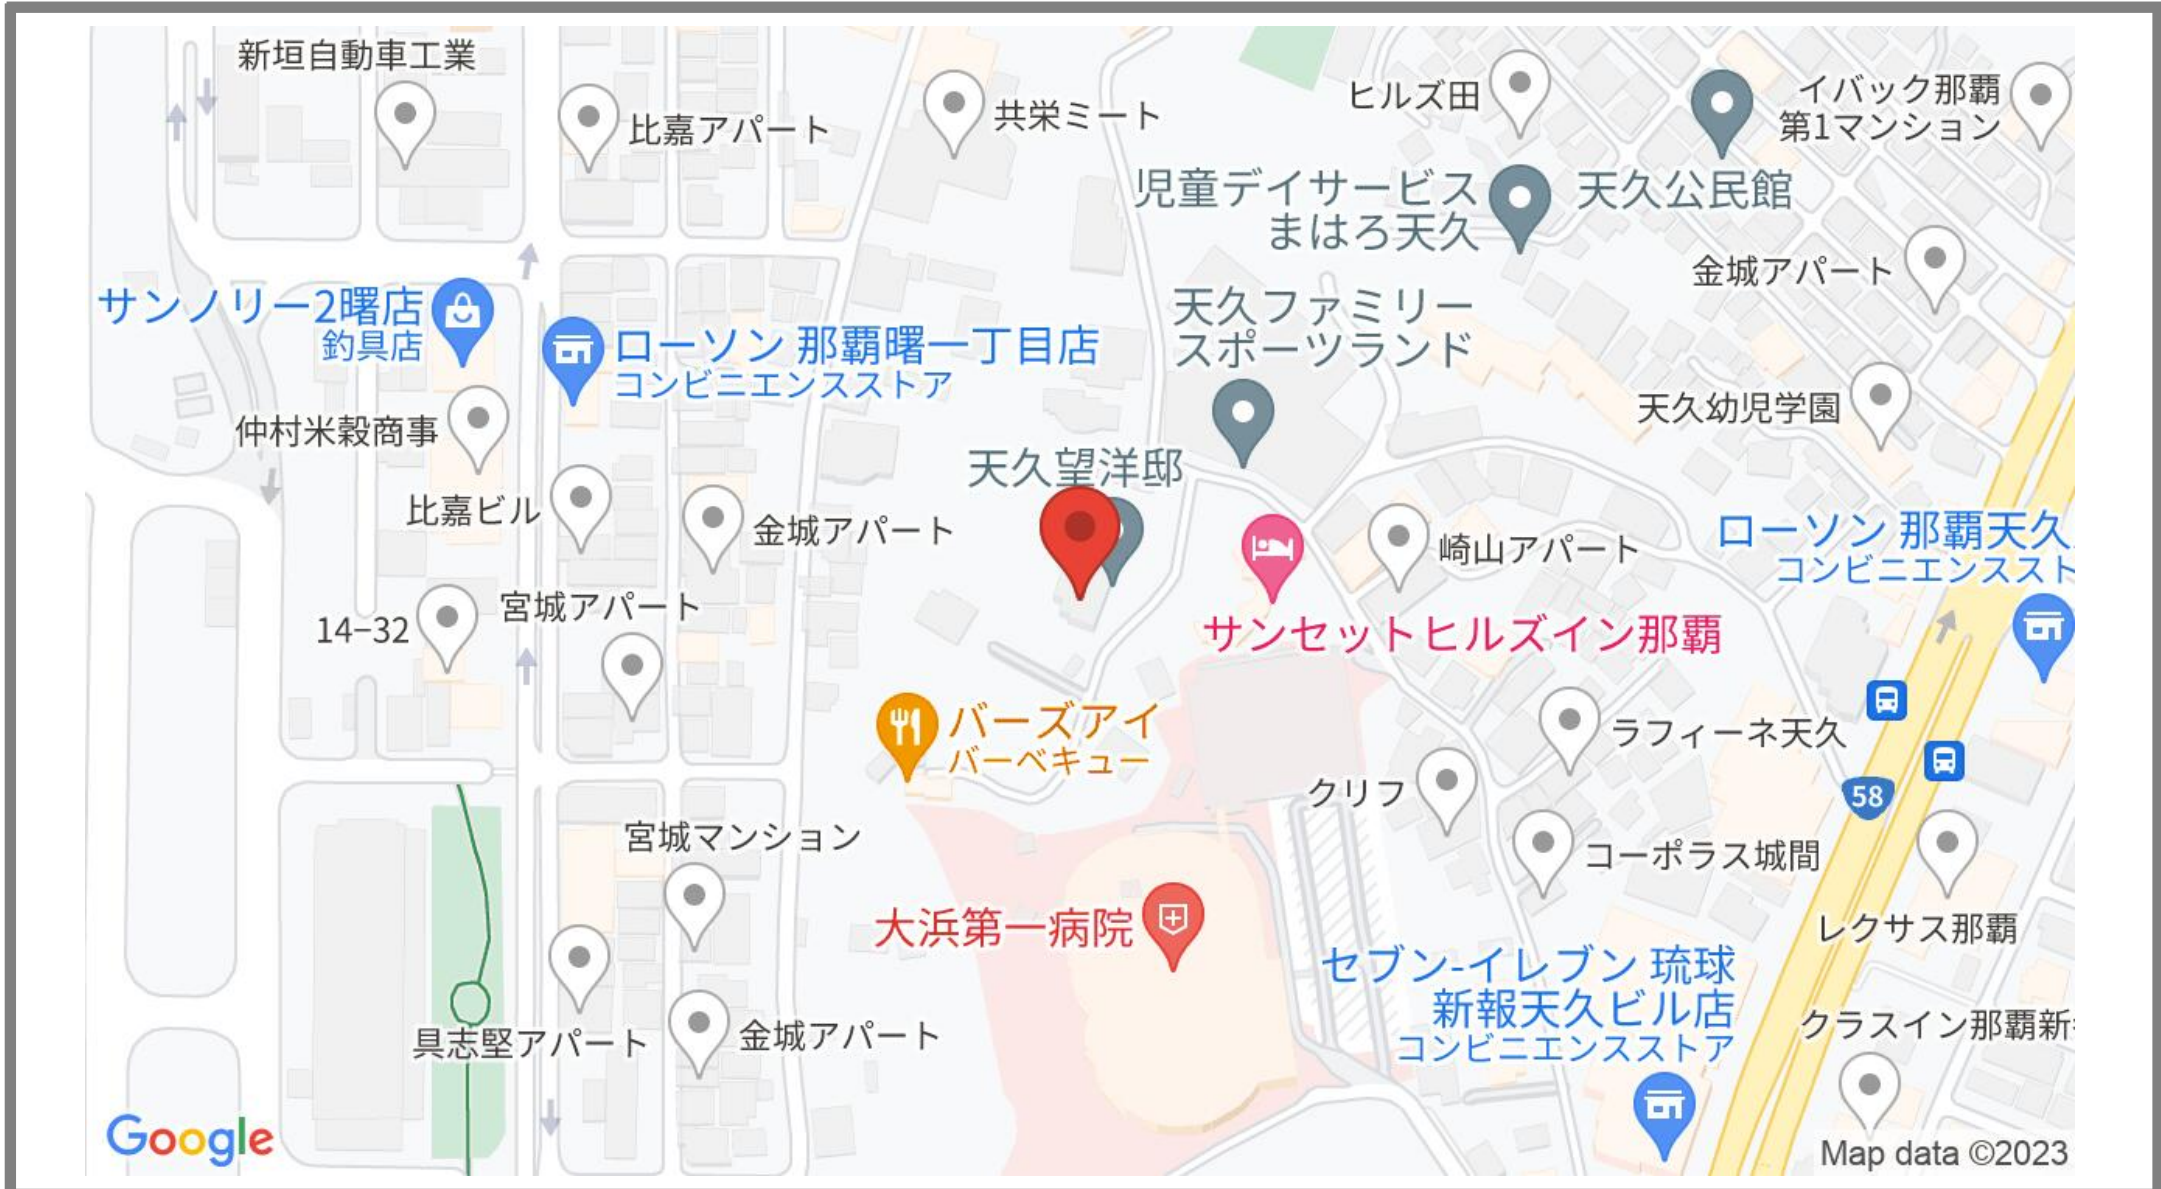 新垣自動車工業
比嘉アパート
共栄ミート
ヒルズ田
イバック那覇
第1マンション
児童デイサービス
まはろ天久
天久公民館
金城アパート
サンノリー2曙店
釣具店
ローソン 那覇曙一丁目店
コンビニエンスストア
天久ファミリー
スポーツランド
天久幼児学園
仲村米穀商事
天久望洋邸
比嘉ビル
金城アパート
崎山アパート
ローソン 那覇天久
コンビニエンススト
14-32
宮城アパート
サンセットヒルズイン那覇
バーズアイ
バーベキュー
ラフィーネ天久
クリフ
58
宮城マンション
コーポラス城間
大浜第一病院
レクサス那覇
セブン-イレブン 琉球
新報天久ビル店
コンビニエンスストア
具志堅アパート
金城アパート
クラスイン那覇新
Google
Map data ©2023